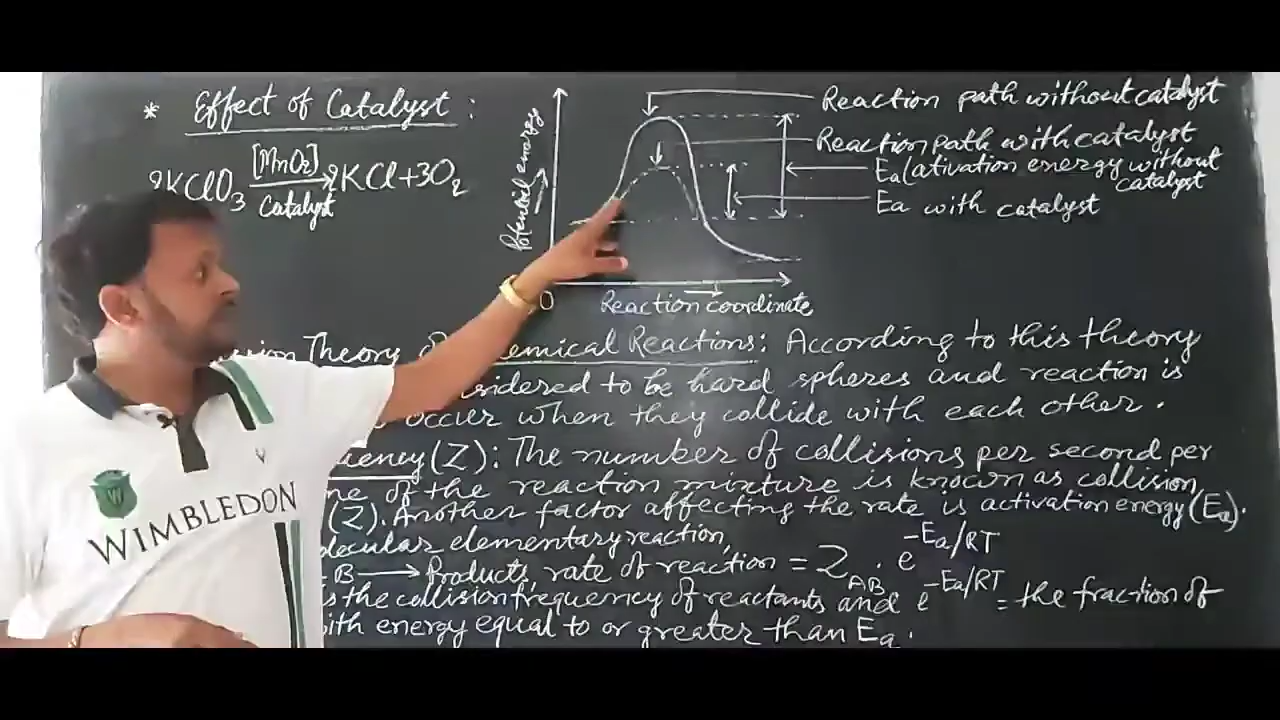 * Effect of Catalyst :
2KClO3 [MnO2] Catalyst → 2KCl+3O2
Potential energy
Reaction path without catalyst
Reaction path with catalyst
Ea (ativation energy without catalyst
Ea with catalyst
O
Reaction coordinate
Theory of Chemical Reactions: According to this theory
considered to be hard spheres and reaction is
occur when they collide with each other.
(Z): The number of collisions per second per
of the reaction mixture is known as collision
(Z). Another factor affecting the rate is activation energy (Ea).
elementary reaction,
B → Products, rate of reaction = ZAB . e^-Ea/RT
is the collision frequency of reactants and e^-Ea/RT = the fraction of
with energy equal to or greater than Ea.
W
WIMBLEDON